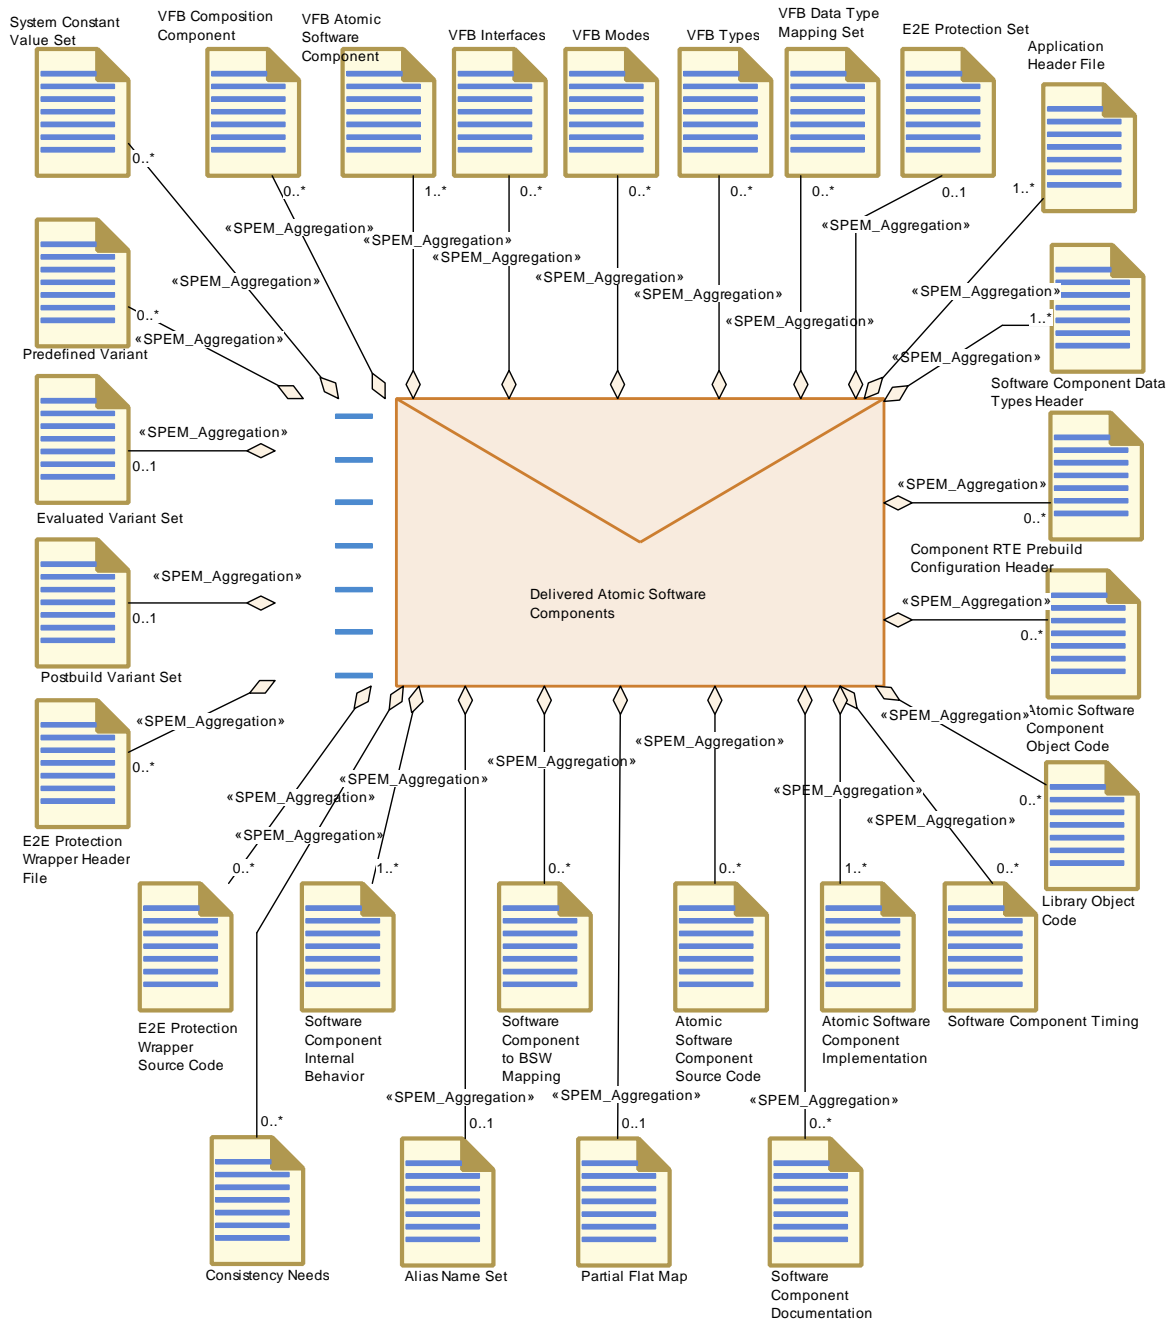 System Constant
Value Set
VFB Composition
Component
VFB Atomic
Software
Component
VFB Interfaces
VFB Modes
VFB Types
VFB Data Type
Mapping Set
E2E Protection Set
Application
Header File
0..*
0..*
1..*
0..*
0..*
0..*
0..*
0..1
1..*
«SPEM_Aggregation»
«SPEM_Aggregation»
«SPEM_Aggregation»
«SPEM_Aggregation»
«SPEM_Aggregation»
«SPEM_Aggregation»
«SPEM_Aggregation»
«SPEM_Aggregation»
«SPEM_Aggregation»
0..*
«SPEM_Aggregation»
Predefined Variant
«SPEM_Aggregation»
1..*
«SPEM_Aggregation»
Software Component Data
Types Header
«SPEM_Aggregation»
0..1
Evaluated Variant Set
«SPEM_Aggregation»
0..*
Component RTE Prebuild
Configuration Header
«SPEM_Aggregation»
0..1
Postbuild Variant Set
Delivered Atomic Software
Components
«SPEM_Aggregation»
0..*
Atomic Software
Component
Object Code
«SPEM_Aggregation»
0..*
E2E Protection
Wrapper Header
File
«SPEM_Aggregation»
0..*
Library Object
Code
«SPEM_Aggregation»
«SPEM_Aggregation»
«SPEM_Aggregation»
«SPEM_Aggregation»
«SPEM_Aggregation»
«SPEM_Aggregation»
«SPEM_Aggregation»
0..*
1..*
0..*
0..*
1..*
0..*
E2E Protection
Wrapper
Source Code
Software
Component
Internal
Behavior
Software
Component
to BSW
Mapping
Atomic
Software
Component
Source Code
Atomic Software
Component
Implementation
Software Component Timing
«SPEM_Aggregation»
«SPEM_Aggregation»
«SPEM_Aggregation»
0..*
0..1
0..1
0..*
Consistency Needs
Alias Name Set
Partial Flat Map
Software
Component
Documentation